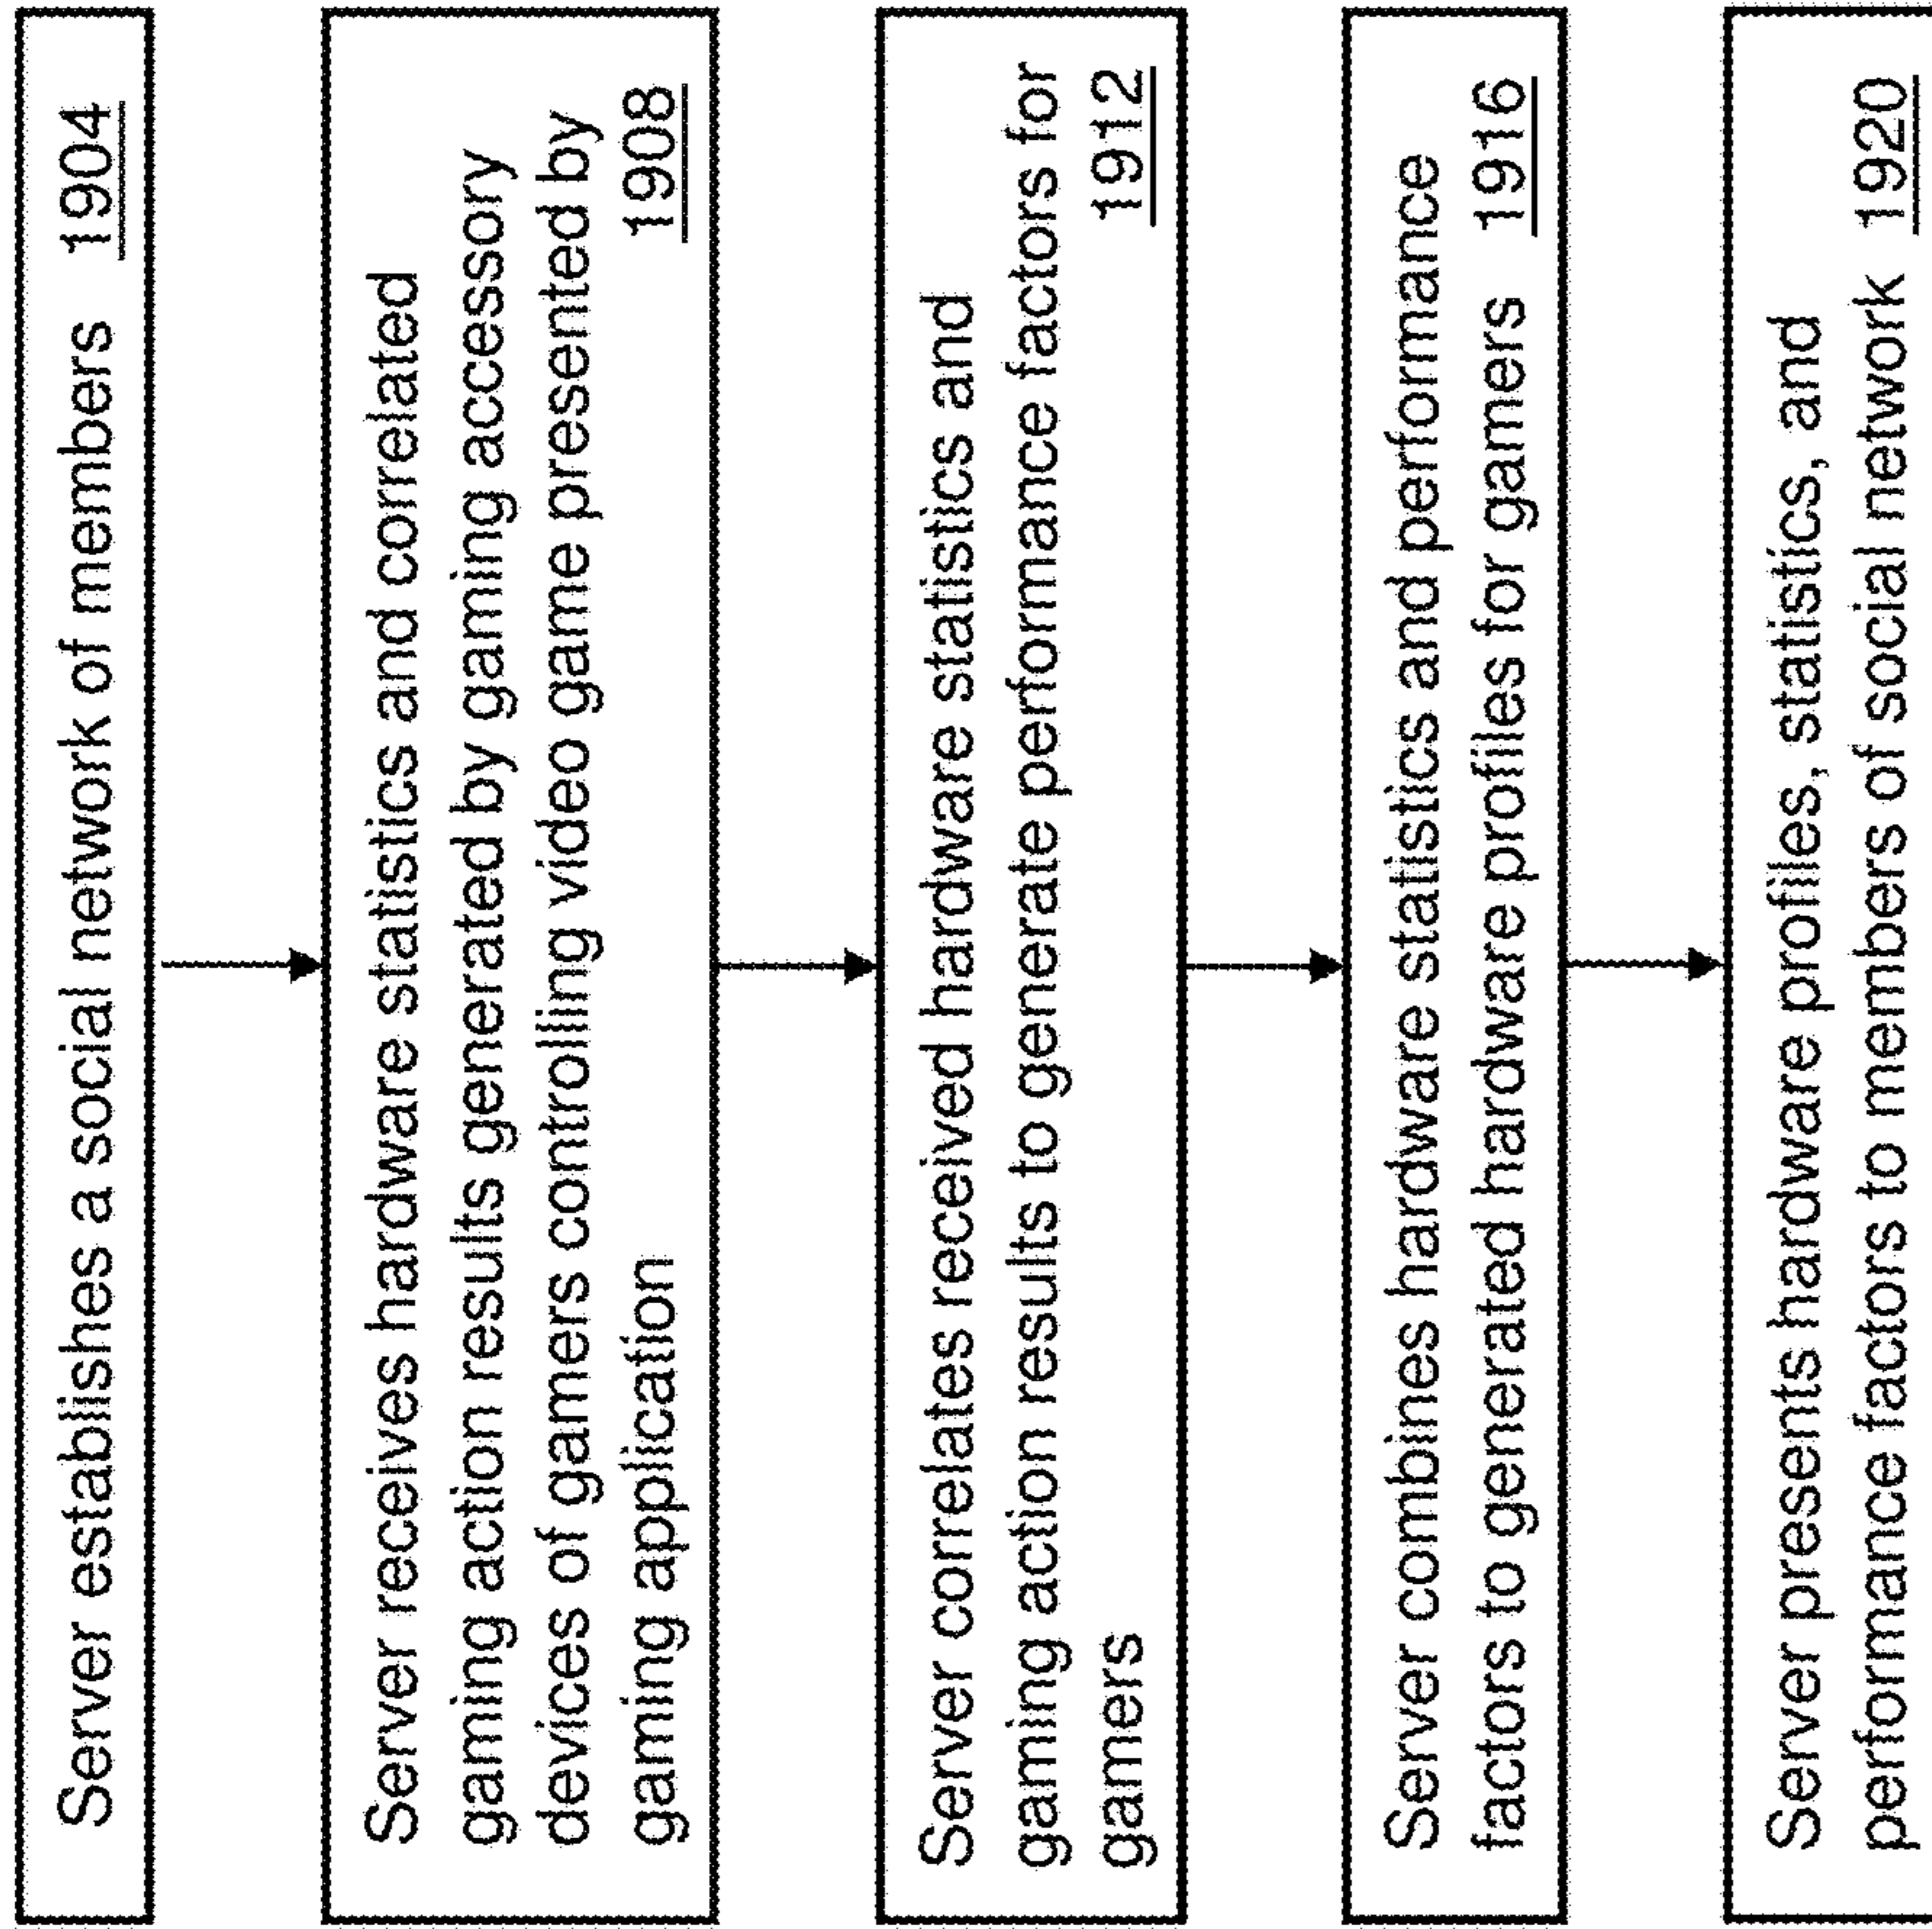 Server establishes a social network of members 1904
Server receives hardware statistics and correlated
gaming action results generated by gaming accessory
devices of gamers controlling video game presented by
gaming application 1908
Server correlates received hardware statistics and
gaming action results to generate performance factors for
gamers 1912
Server combines hardware statistics and performance
factors to generated hardware profiles for gamers 1916
Server presents hardware profiles, statistics, and
performance factors to members of social network 1920